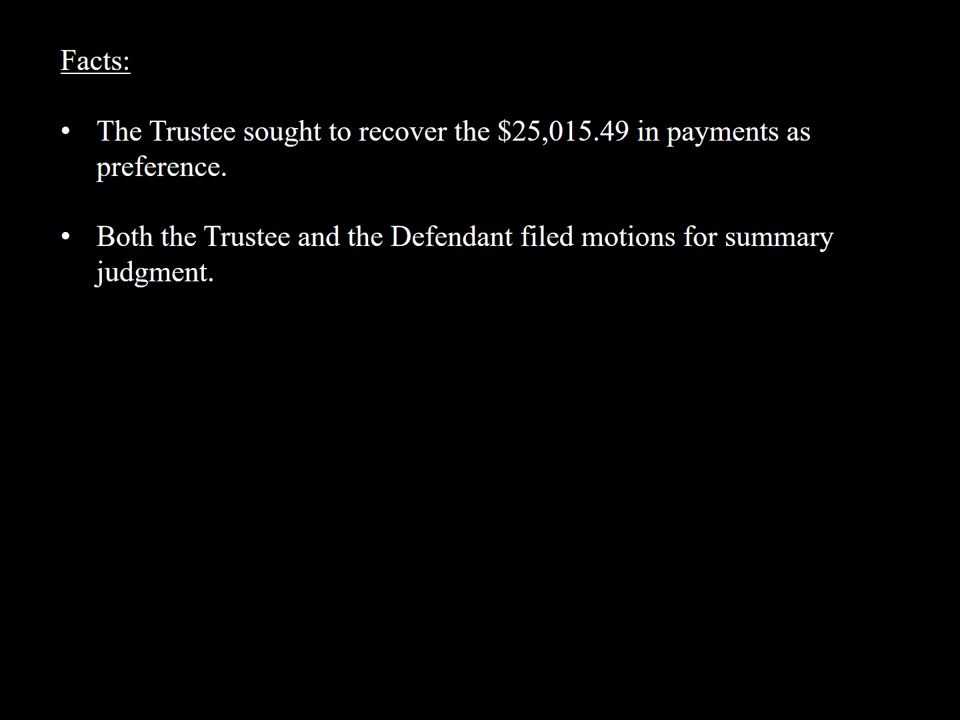 Facts:
• The Trustee sought to recover the $25,015.49 in payments as
preference.
• Both the Trustee and the Defendant filed motions for summary
judgment.